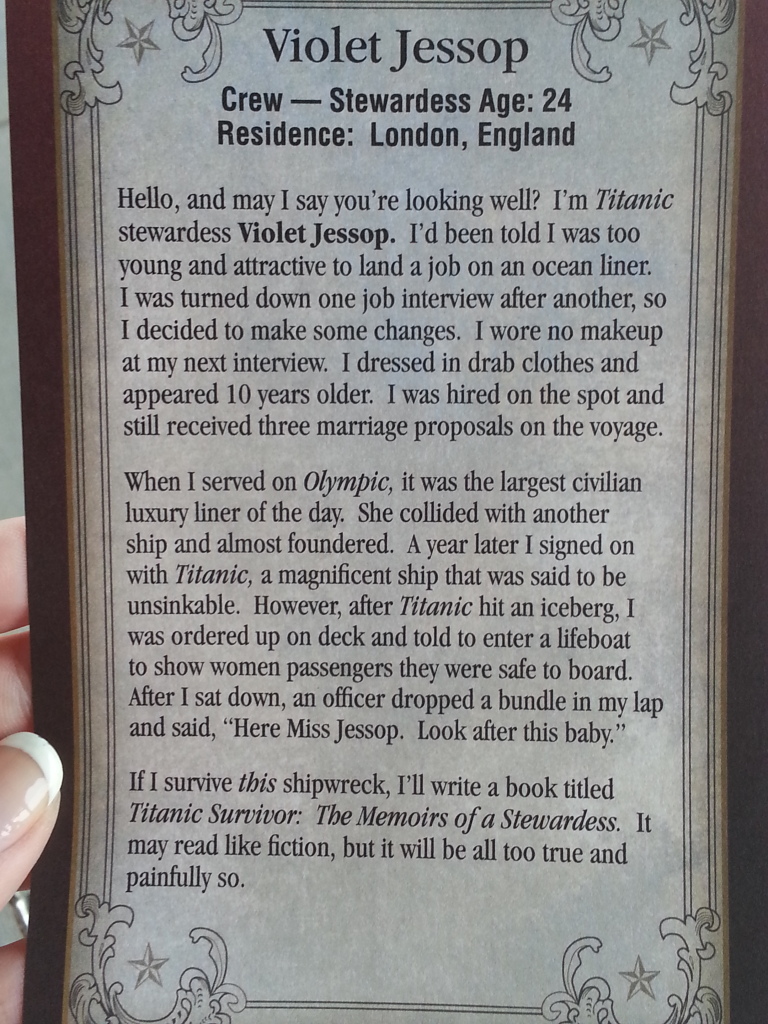 Violet Jessop
Crew — Stewardess Age: 24
Residence: London, England
Hello, and may I say you're looking well? I'm Titanic
stewardess Violet Jessop. I'd been told I was too
young and attractive to land a job on an ocean liner.
I was turned down one job interview after another, so
I decided to make some changes. I wore no makeup
at my next interview. I dressed in drab clothes and
appeared 10 years older. I was hired on the spot and
still received three marriage proposals on the voyage.
When I served on Olympic, it was the largest civilian
luxury liner of the day. She collided with another
ship and almost foundered. A year later I signed on
with Titanic, a magnificent ship that was said to be
unsinkable. However, after Titanic hit an iceberg, I
was ordered up on deck and told to enter a lifeboat
to show women passengers they were safe to board.
After I sat down, an officer dropped a bundle in my lap
and said, “Here Miss Jessop. Look after this baby.”
If I survive this shipwreck, I'll write a book titled
Titanic Survivor: The Memoirs of a Stewardess. It
may read like fiction, but it will be all too true and
painfully so.